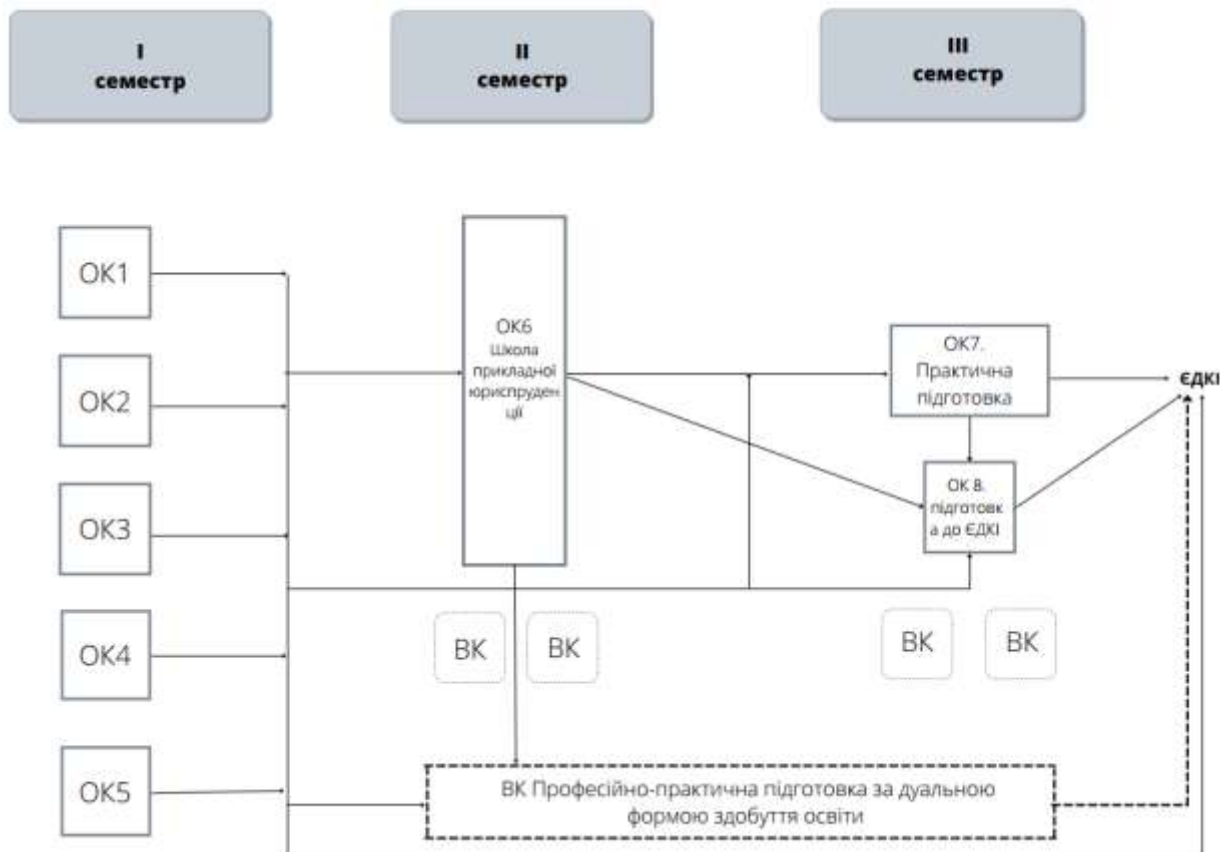 I
семестр
II
семестр
III
семестр
ОК1
ОК2
ОК3
ОК4
ОК5
ОК6
Школа
прикладної
юриспруден
ції
ОК7.
Практична
підготовка
ЄДКІ
ОК 8.
підготовк
а до ЄДКІ
ВК
ВК
ВК
ВК
ВК Професійно-практична підготовка за дуальною
формою здобуття освіти